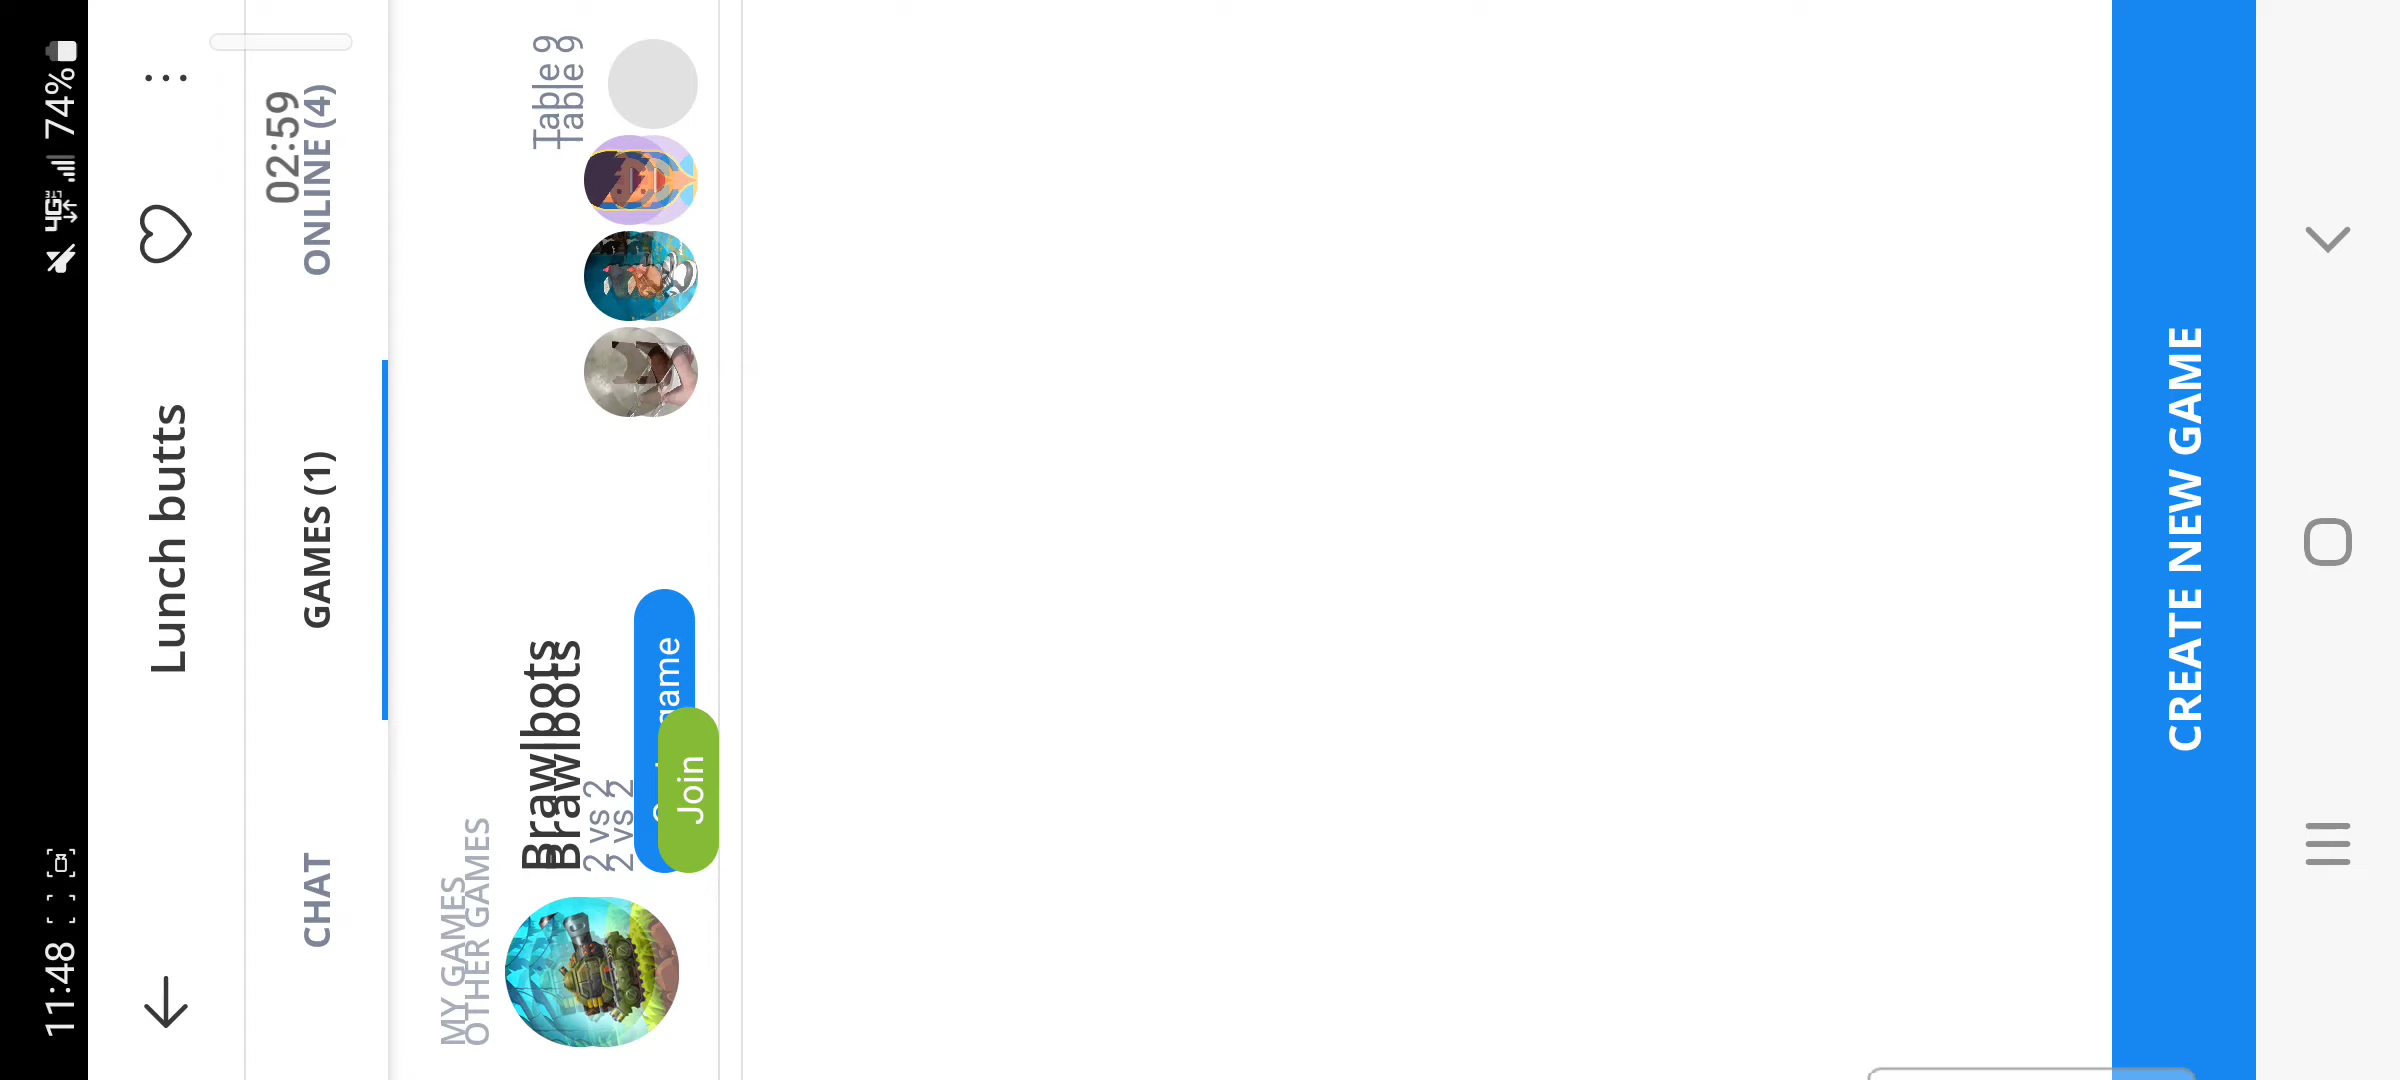 11:48 74%
Lunch butts
02:59
CHAT GAMES (1) ONLINE (4)
MY GAMES
OTHER GAMES
Brawlbots Table 9
Brawlbots Table 9
2 vs 2
2 vs 2
game
Join
CREATE NEW GAME